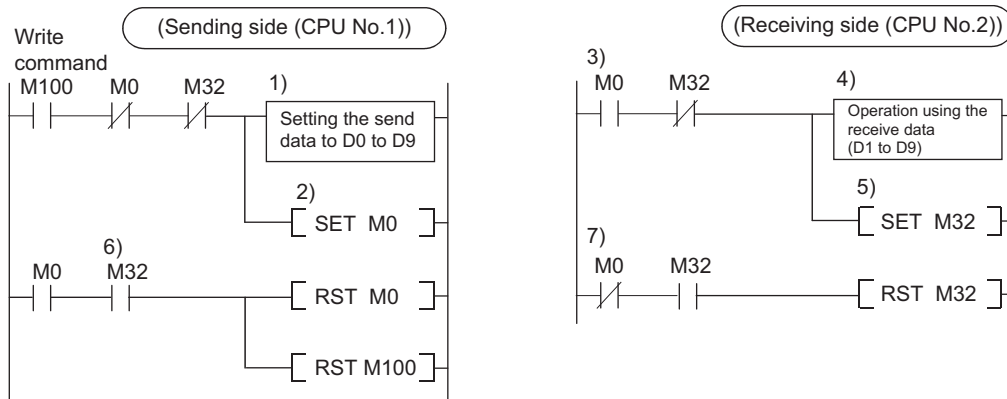 (Sending side (CPU No.1))
Write
command
M100 M0 M32
1)
Setting the send
data to D0 to D9
2)
SET M0
6)
M0 M32
RST M0
RST M100
(Receiving side (CPU No.2))
3)
M0 M32
4)
Operation using the
receive data
(D1 to D9)
5)
SET M32
7)
M0 M32
RST M32